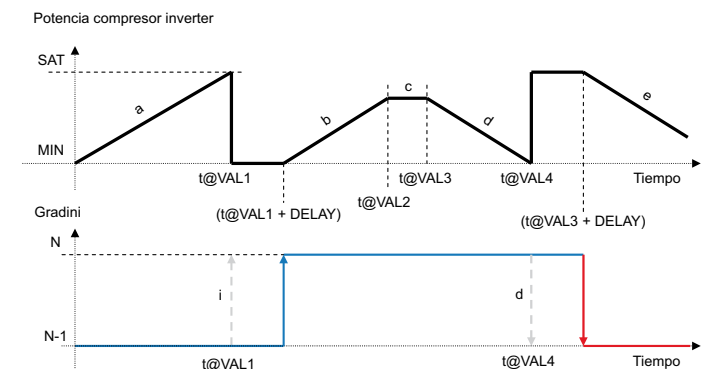 Potencia compresor inverter
SAT
a
b
c
d
e
MIN
t@VAL1
t@VAL3
t@VAL4
Tiempo
t@VAL2
(t@VAL1 + DELAY)
(t@VAL3 + DELAY)
Gradini
N
i
d
N-1
t@VAL1
t@VAL4
Tiempo